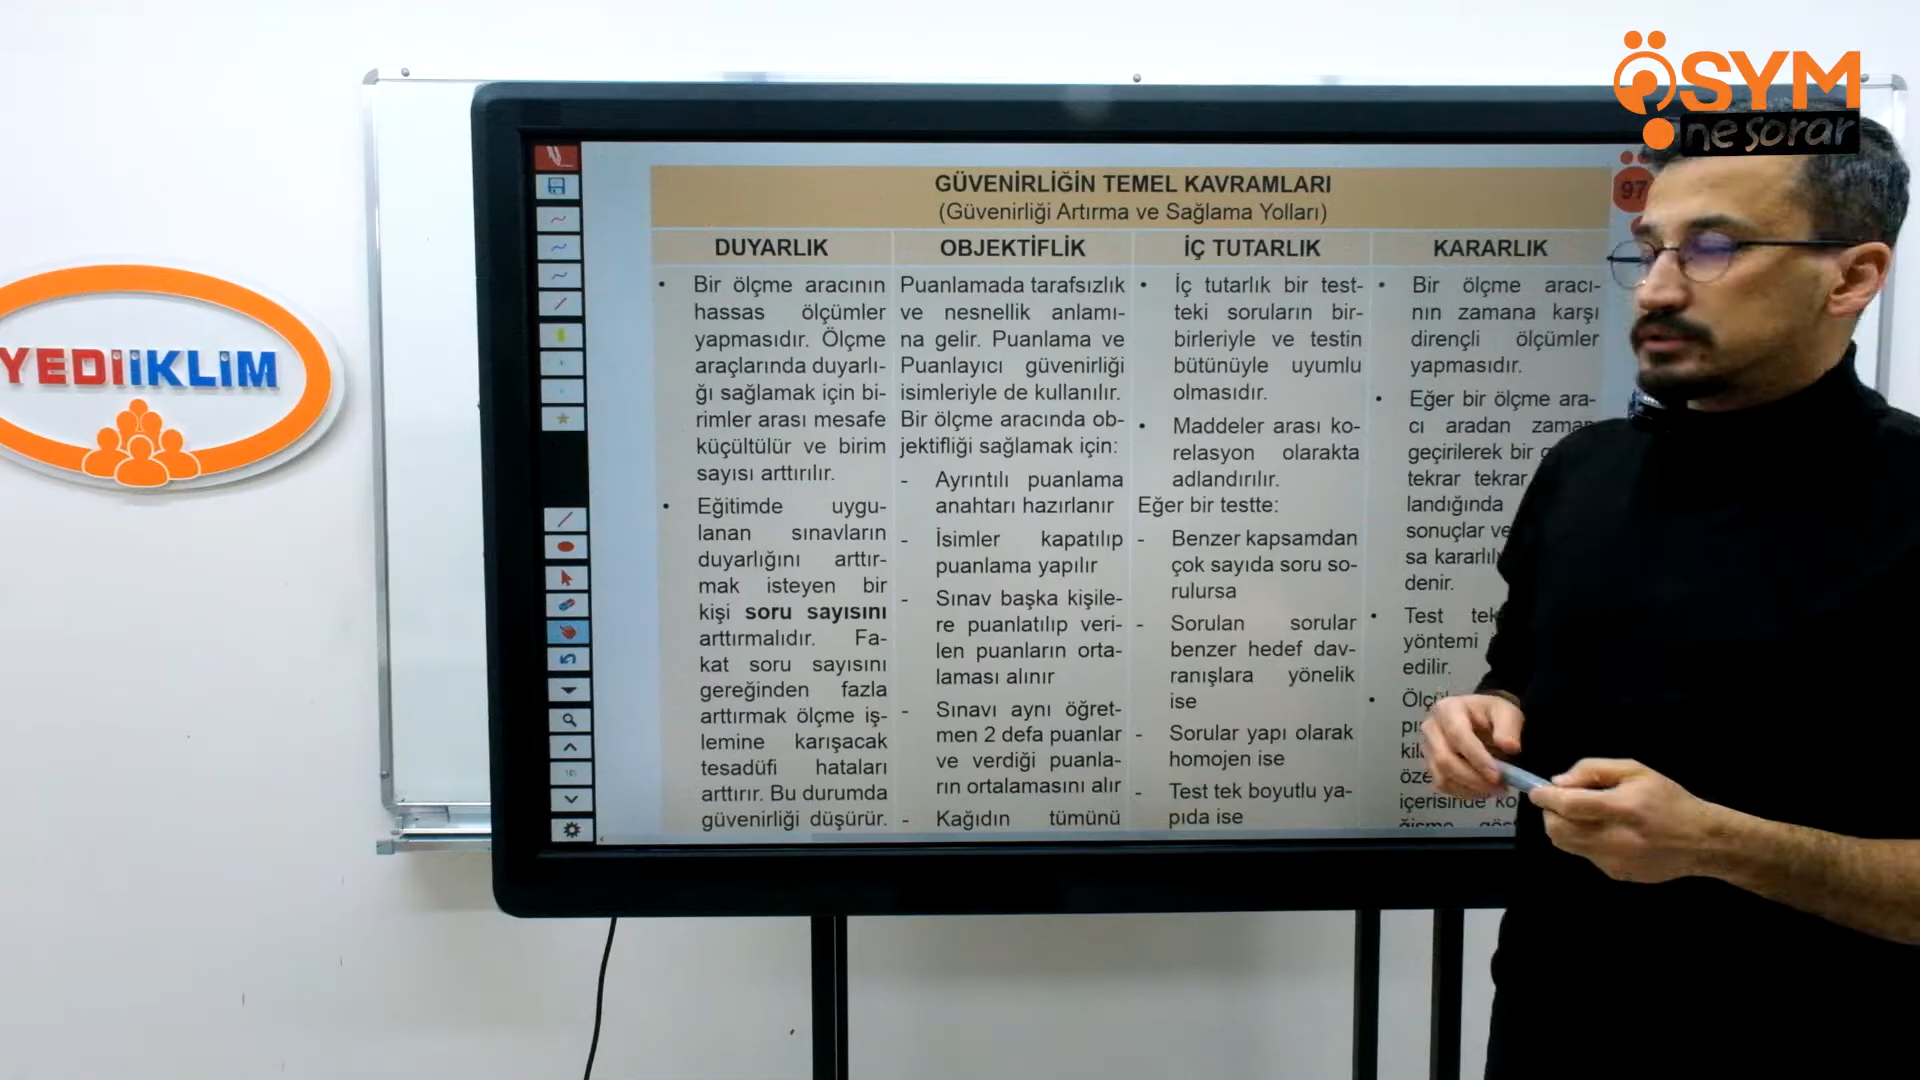 ÖSYM
ne sorar
YEDİİKLİM
97
GÜVENİRLİĞİN TEMEL KAVRAMLARI
(Güvenirliği Artırma ve Sağlama Yolları)
DUYARLIK
• Bir ölçme aracının
hassas ölçümler
yapmasıdır. Ölçme
araçlarında duyarlı-
ğı sağlamak için bi-
rimler arası mesafe
küçültülür ve birim
sayısı arttırılır.
• Eğitimde uygu-
lanan sınavların
duyarlığını arttır-
mak isteyen bir
kişi soru sayısını
arttırmalıdır. Fa-
kat soru sayısını
gereğinden fazla
arttırmak ölçme iş-
lemine karışacak
tesadüfi hataları
arttırır. Bu durumda
güvenirliği düşürür.
OBJEKTİFLİK
Puanlamada tarafsızlık
ve nesnellik anlamı-
na gelir. Puanlama ve
Puanlayıcı güvenirliği
isimleriyle de kullanılır.
Bir ölçme aracında ob-
jektifliği sağlamak için:
- Ayrıntılı puanlama
anahtarı hazırlanır
- İsimler kapatılıp
puanlama yapılır
- Sınav başka kişile-
re puanlatılıp veri-
len puanların orta-
laması alınır
- Sınavı aynı öğret-
men 2 defa puanlar
ve verdiği puanla-
rın ortalamasını alır
- Kağıdın tümünü
İÇ TUTARLIK
• İç tutarlık bir test-
teki soruların bir-
birleriyle ve testin
bütünüyle uyumlu
olmasıdır.
• Maddeler arası ko-
relasyon olarakta
adlandırılır.
Eğer bir testte:
- Benzer kapsamdan
çok sayıda soru so-
rulursa
- Sorulan sorular
benzer hedef dav-
ranışlara yönelik
ise
- Sorular yapı olarak
homojen ise
- Test tek boyutlu ya-
pıda ise
KARARLIK
• Bir ölçme aracı-
nın zamana karşı
dirençli ölçümler
yapmasıdır.
• Eğer bir ölçme ara-
cı aradan zaman
geçirilerek bir
tekrar tekrar
landığında
sonuçlar ve
sa kararlılı
denir.
• Test tek
yöntemi
edilir.
• Ölçü
içerisinde ko